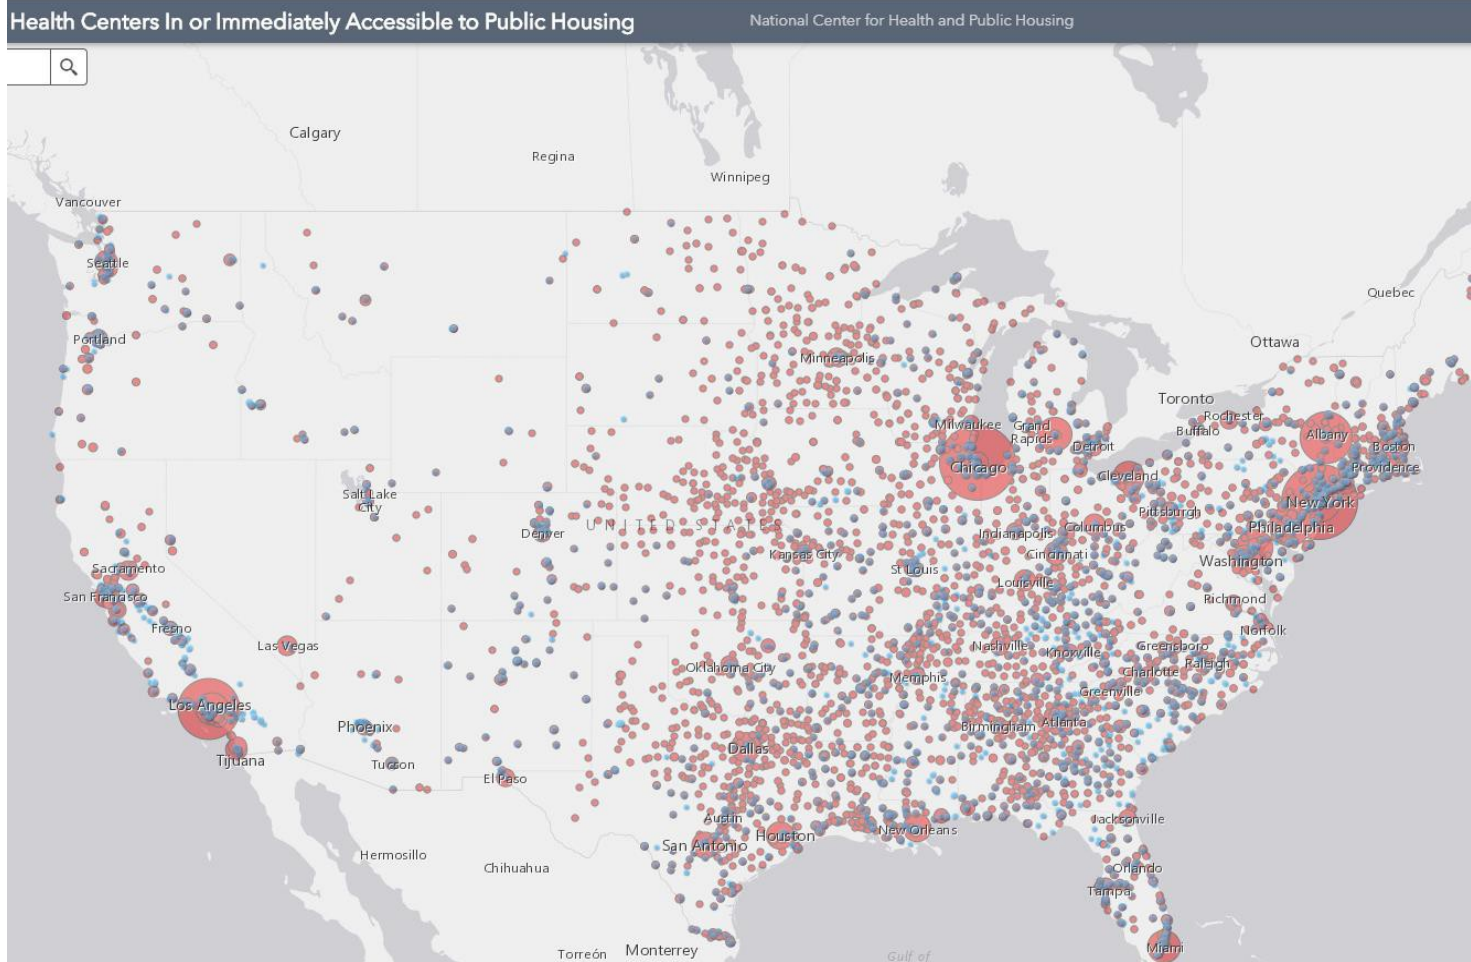 Health Centers In or Immediately Accessible to Public Housing
National Center for Health and Public Housing
Calgary
Regina
Winnipeg
Vancouver
Seattle
Quebec
Portland
Ottawa
Minneapolis
Toronto
Rochester
Buffalo
Milwaukee
Grand
Rapids
Detroit
Albany
Boston
Providence
Chicago
Cleveland
Salt Lake
City
New York
Pittsburgh
Denver
UNITED STATES
Indianapolis
Columbus
Philadelphia
Kansas City
Cincinnati
Washington
St Louis
Sacramento
Louisville
San Francisco
Richmond
Fresno
Norfolk
Las Vegas
Nashville
Knoxville
Greensboro
Raleigh
Oklahoma City
Memphis
Charlotte
Greenville
Los Angeles
Phoenix
Birmingham
Atlanta
Dallas
Tijuana
Tucson
El Paso
Austin
Jacksonville
Houston
New Orleans
San Antonio
Hermosillo
Chihuahua
Orlando
Tampa
Torreón
Monterrey
Miami
Gulf of